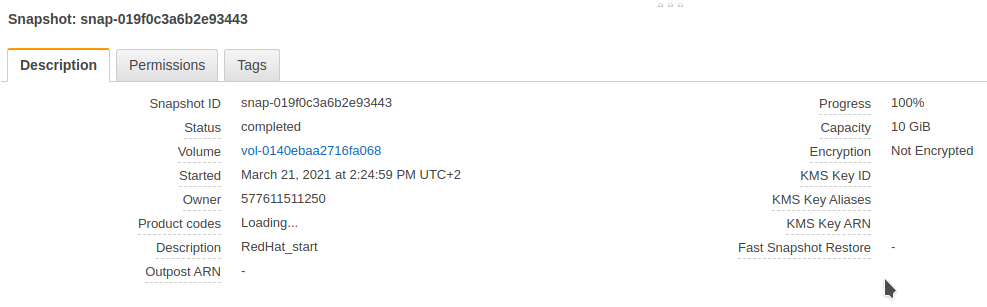 Snapshot: snap-019f0c3a6b2e93443
Description Permissions Tags
Snapshot ID snap-019f0c3a6b2e93443 Progress 100%
Status completed Capacity 10 GiB
Volume vol-0140ebaa2716fa068 Encryption Not Encrypted
Started March 21, 2021 at 2:24:59 PM UTC+2 KMS Key ID
Owner 577611511250 KMS Key Aliases
Product codes Loading... KMS Key ARN
Description RedHat_start Fast Snapshot Restore -
Outpost ARN -